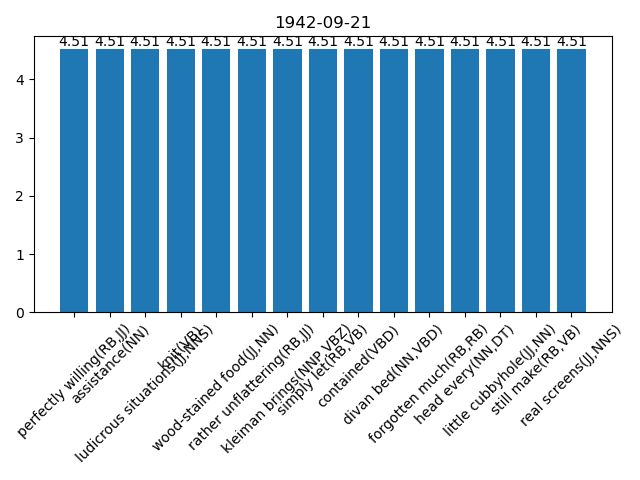 1942-09-21
4.51 4.51 4.51 4.51 4.51 4.51 4.51 4.51 4.51 4.51 4.51 4.51 4.51 4.51 4.51
4
3
2
1
0
perfectly willing(RB,JJ)
assistance(NN)
ludicrous situations(JJ,NNS)
knit(VB)
wood-stained food(JJ,NN)
rather unflattering(RB,JJ)
kleiman brings(NNP,VBZ)
simply let(RB,VB)
contained(VBD)
divan bed(NN,VBD)
forgotten much(RB,RB)
head every(NN,DT)
little cubbyhole(JJ,NN)
still make(RB,VB)
real screens(JJ,NNS)